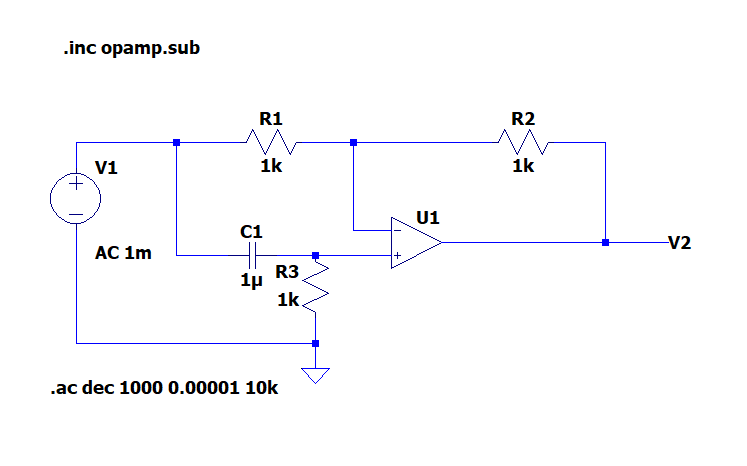 .inc opamp.sub
R1
1k
R2
1k
V1
AC 1m
C1
1µ
R3
1k
U1
V2
.ac dec 1000 0.00001 10k